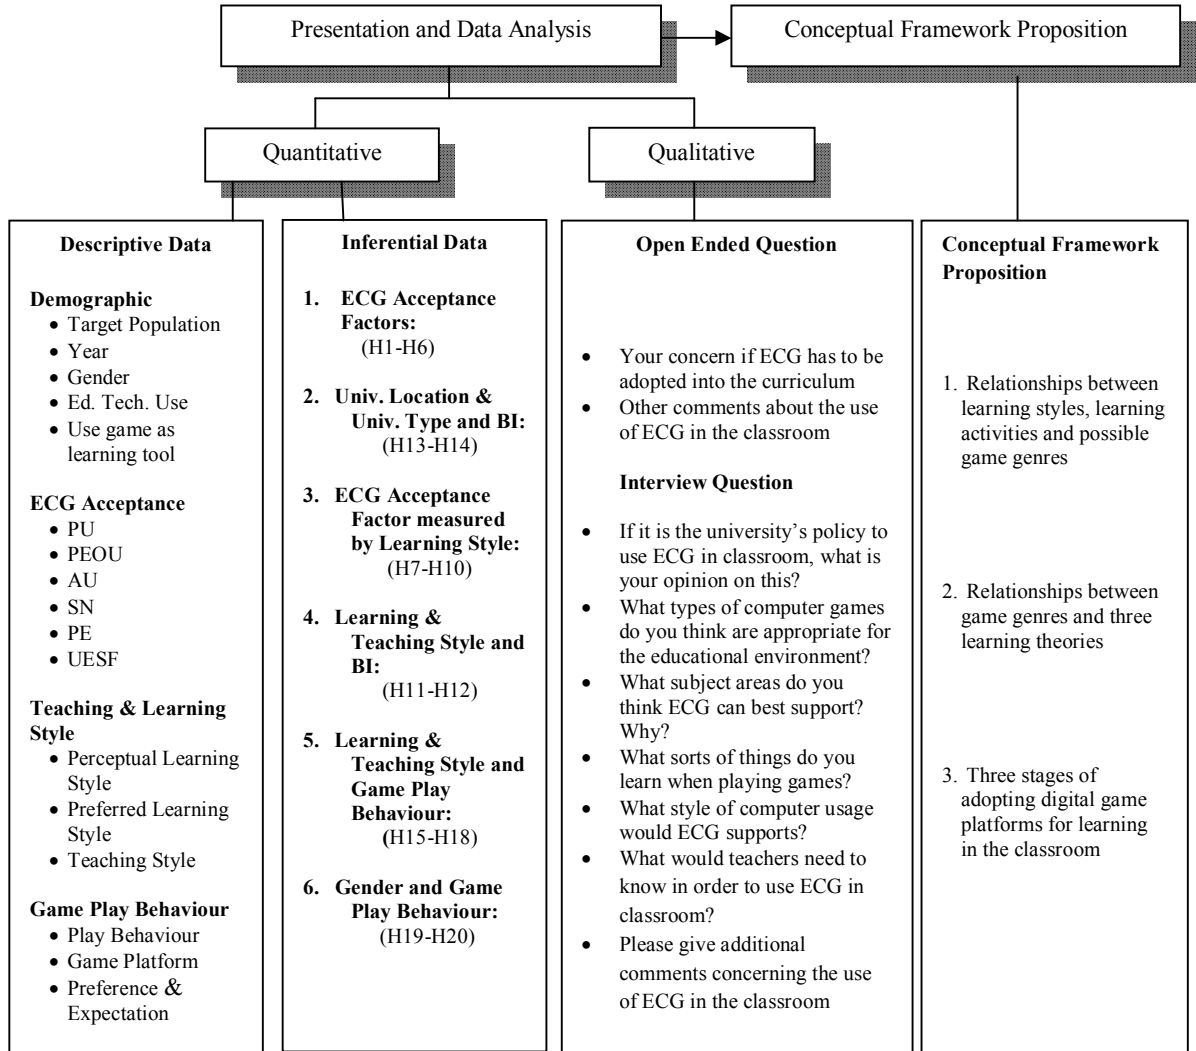 Presentation and Data Analysis
Conceptual Framework Proposition
Quantitative
Qualitative
Descriptive Data
Demographic
• Target Population
• Year
• Gender
• Ed. Tech. Use
• Use game as
learning tool
ECG Acceptance
• PU
• PEOU
• AU
• SN
• PE
• UESF
Teaching & Learning
Style
• Perceptual Learning
Style
• Preferred Learning
Style
• Teaching Style
Game Play Behaviour
• Play Behaviour
• Game Platform
• Preference &
Expectation
Inferential Data
1. ECG Acceptance
Factors:
(H1-H6)
2. Univ. Location &
Univ. Type and BI:
(H13-H14)
3. ECG Acceptance
Factor measured
by Learning Style:
(H7-H10)
4. Learning &
Teaching Style and
BI:
(H11-H12)
5. Learning &
Teaching Style and
Game Play
Behaviour:
(H15-H18)
6. Gender and Game
Play Behaviour:
(H19-H20)
Open Ended Question
• Your concern if ECG has to be
adopted into the curriculum
• Other comments about the use
of ECG in the classroom
Interview Question
• If it is the university's policy to
use ECG in classroom, what is
your opinion on this?
• What types of computer games
do you think are appropriate for
the educational environment?
• What subject areas do you
think ECG can best support?
Why?
• What sorts of things do you
learn when playing games?
• What style of computer usage
would ECG supports?
• What would teachers need to
know in order to use ECG in
classroom?
• Please give additional
comments concerning the use
of ECG in the classroom
Conceptual Framework
Proposition
1. Relationships between
learning styles, learning
activities and possible
game genres
2. Relationships between
game genres and three
learning theories
3. Three stages of
adopting digital game
platforms for learning
in the classroom